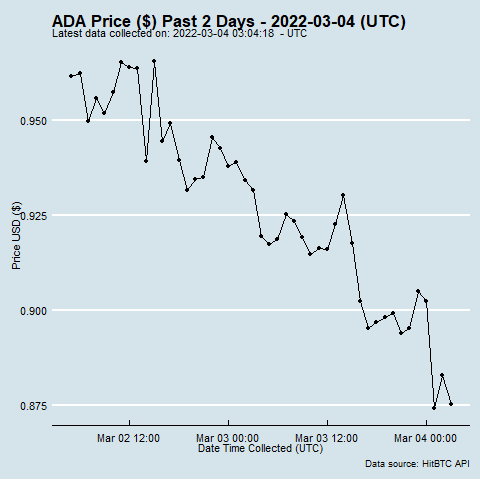 ADA Price ($) Past 2 Days - 2022-03-04 (UTC)
Latest data collected on: 2022-03-04 03:04:18 - UTC
0.950
0.925
0.900
0.875
Price USD ($)
Mar 02 12:00 Mar 03 00:00 Mar 03 12:00 Mar 04 00:00
Date Time Collected (UTC)
Data source: HitBTC API